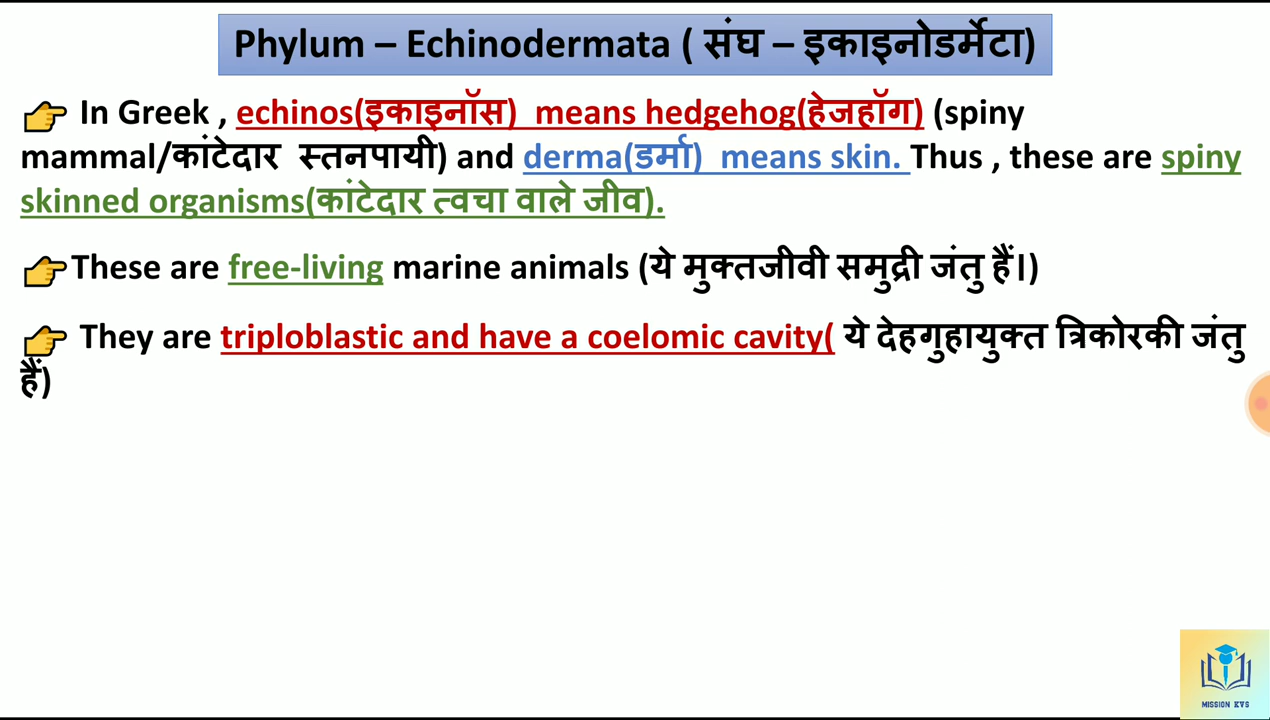 Phylum – Echinodermata ( संघ – इकाइनोडर्मेटा)
👉 In Greek , echinos(इकाइनॉस) means hedgehog(हेजहॉग) (spiny
mammal/कांटेदार स्तनपायी) and derma(डर्मा) means skin. Thus , these are spiny
skinned organisms(कांटेदार त्वचा वाले जीव).
👉These are free-living marine animals (ये मुक्तजीवी समुद्री जंतु हैं।)
👉 They are triploblastic and have a coelomic cavity( ये देहगुहायुक्त त्रिकोरकी जंतु
हैं)
MISSION KVS